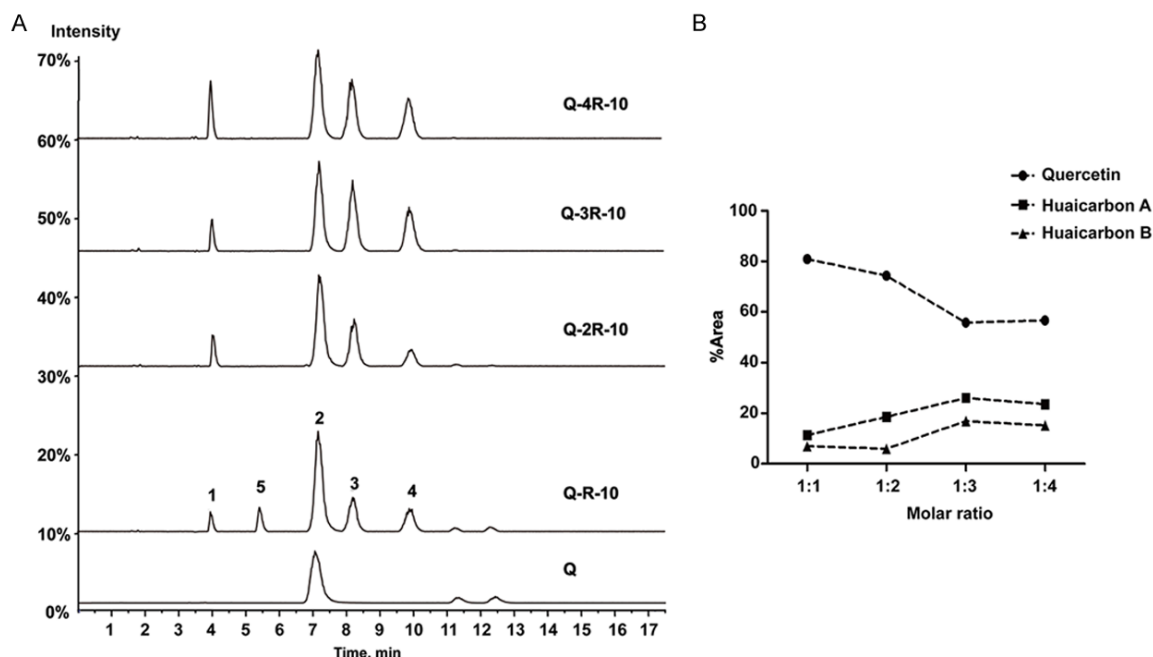 A
Intensity
70%
60%
50%
40%
30%
20%
10%
0%
Q-4R-10
Q-3R-10
Q-2R-10
Q-R-10
Q
1
5
2
3
4
1 2 3 4 5 6 7 8 9 10 11 12 13 14 15 16 17
Time, min
B
Quercetin
Huaicarbon A
Huaicarbon B
%Area
100
80
60
40
20
0
1:1 1:2 1:3 1:4
Molar ratio